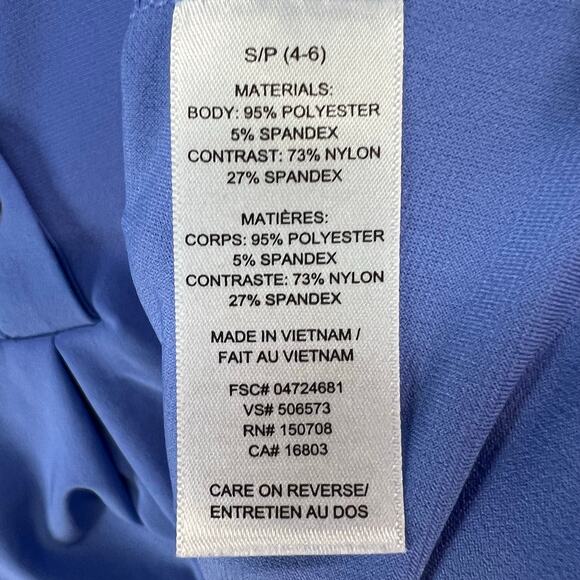 S/P (4-6)
MATERIALS:
BODY: 95% POLYESTER
5% SPANDEX
CONTRAST: 73% NYLON
27% SPANDEX
MATIÈRES:
CORPS: 95% POLYESTER
5% SPANDEX
CONTRASTE: 73% NYLON
27% SPANDEX
MADE IN VIETNAM /
FAIT AU VIETNAM
FSC# 04724681
VS# 506573
RN# 150708
CA# 16803
CARE ON REVERSE/
ENTRETIEN AU DOS